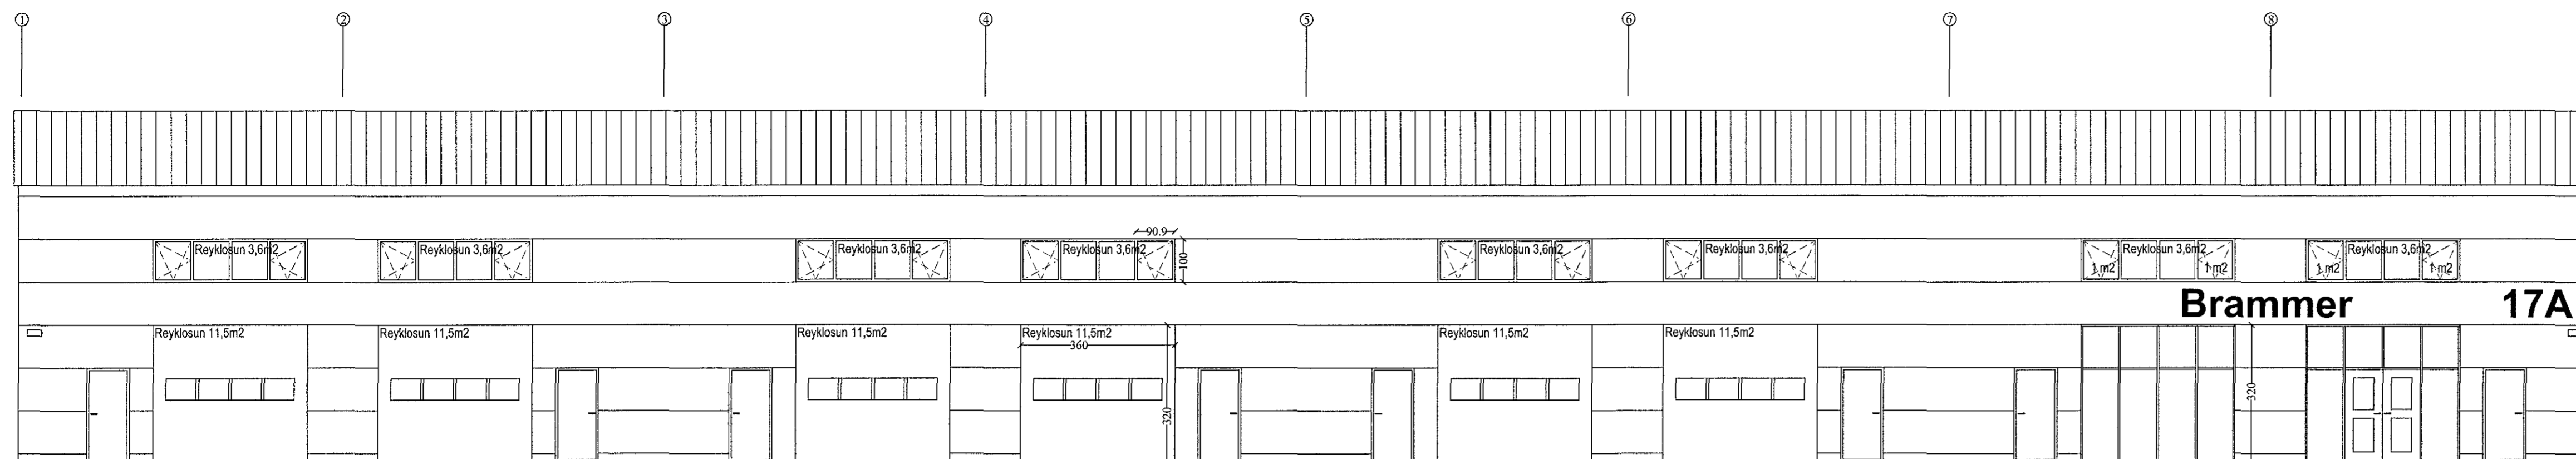 1 2 3 4 5 6 7 8
90.9
Reyklosun 3,6m2 Reyklosun 3,6m2 Reyklosun 3,6m2 Reyklosun 3,6m2 Reyklosun 3,6m2 Reyklosun 3,6m2 Reyklosun 3,6m2 Reyklosun 3,6m2
100
1 m2 1 m2 1 m2 1 m2
Brammer 17A
Reyklosun 11,5m2 Reyklosun 11,5m2 Reyklosun 11,5m2 Reyklosun 11,5m2 Reyklosun 11,5m2 Reyklosun 11,5m2
360
320
320